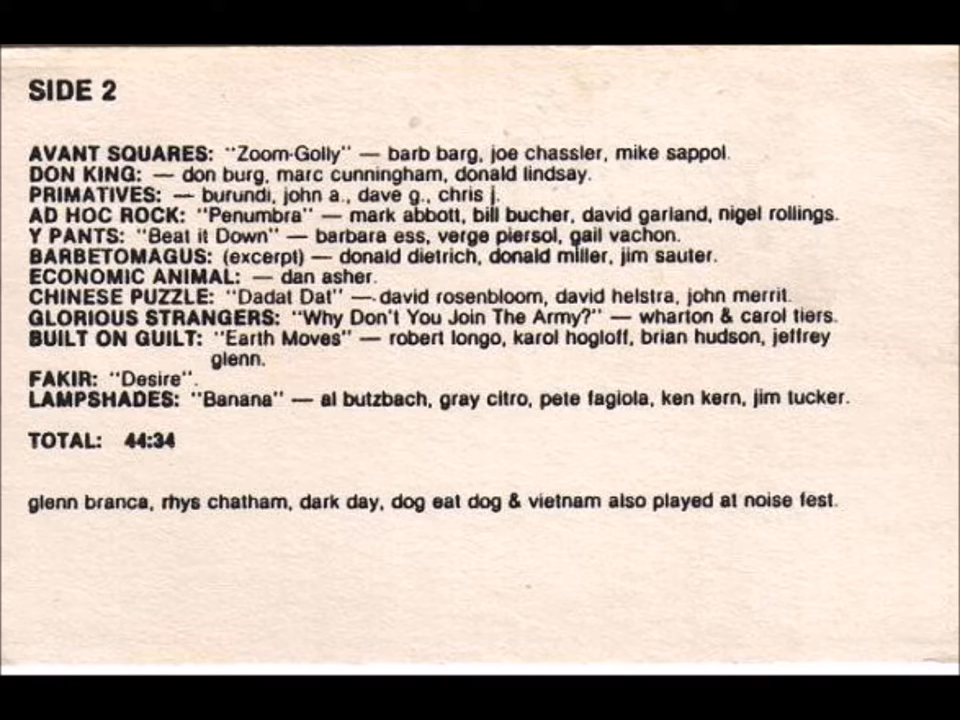 SIDE 2
AVANT SQUARES: "Zoom-Golly" — barb barg, joe chassler, mike sappol.
DON KING: — don burg, marc cunningham, donald lindsay.
PRIMATIVES: — burundi, john a., dave g., chris j.
AD HOC ROCK: "Penumbra" — mark abbott, bill bucher, david garland, nigel rollings.
Y PANTS: "Beat it Down" — barbara ess, verge piersol, gail vachon.
BARBETOMAGUS: (excerpt) — donald dietrich, donald miller, jim sauter.
ECONOMIC ANIMAL: — dan asher.
CHINESE PUZZLE: "Dadat Dat" — david rosenbloom, david helstra, john merrit.
GLORIOUS STRANGERS: "Why Don't You Join The Army?" — wharton & carol tiers.
BUILT ON GUILT: "Earth Moves" — robert longo, karol hogloff, brian hudson, jeffrey
glenn.
FAKIR: "Desire".
LAMPSHADES: "Banana" — al butzbach, gray citro, pete fagiola, ken kern, jim tucker.
TOTAL: 44:34
glenn branca, rhys chatham, dark day, dog eat dog & vietnam also played at noise fest.